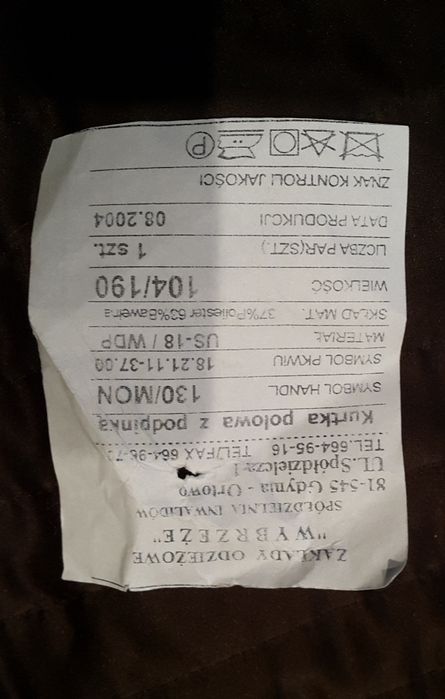 ZAKŁADY ODZIEŻOWE
"WYBRZEŻE"
SPÓŁDZIELNIA INWALIDÓW
81-545 Gdynia - Orłowo
UL.Spółdzielcza 1
TEL.664-95-16 TEL/FAX 664-96-7
Kurtka polowa z podpinką
SYMBOL HANDL. 130/MON
SYMBOL PKWiU 18.21.11-37.00
MATERIAŁ US-18 / WDP
SKŁAD MAT. 37%Poliester 63%Bawełna
WIELKOŚĆ 104/190
LICZBA PAR(SZT.) 1 szt.
DATA PRODUKCJI 08.2004
ZNAK KONTROLI JAKOŚCI
P